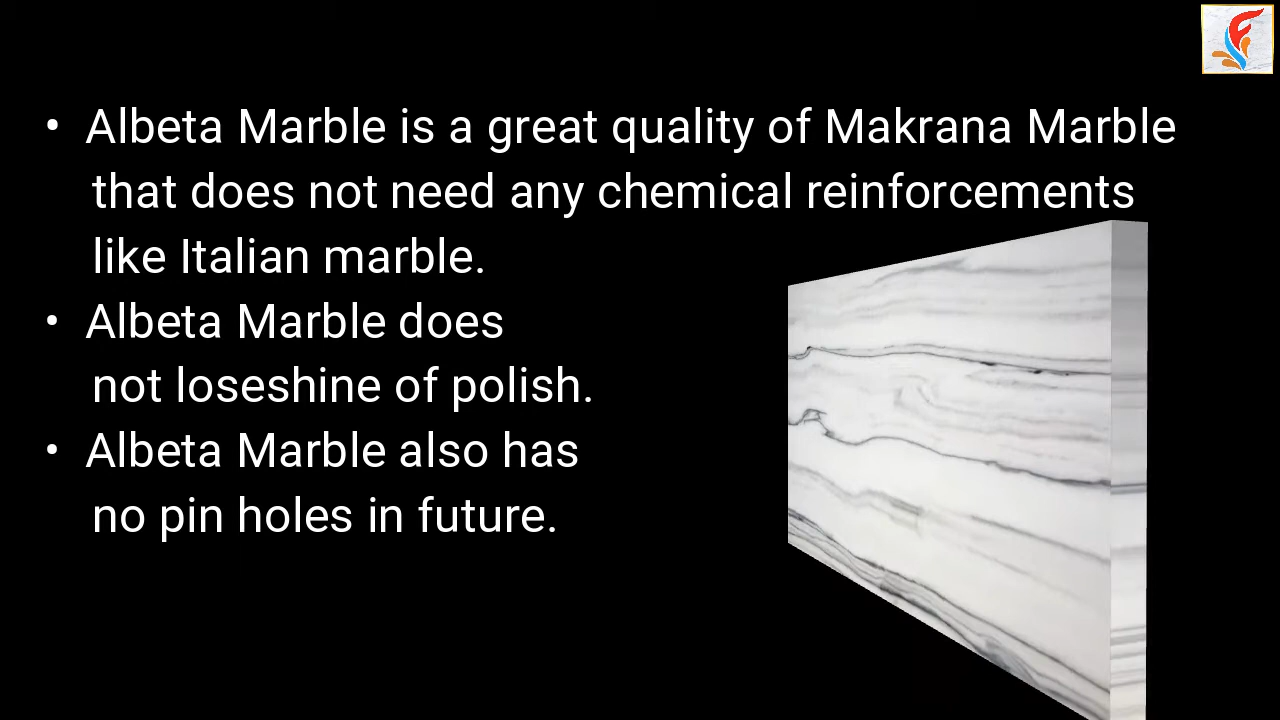 • Albeta Marble is a great quality of Makrana Marble
that does not need any chemical reinforcements
like Italian marble.
• Albeta Marble does
not loseshine of polish.
• Albeta Marble also has
no pin holes in future.